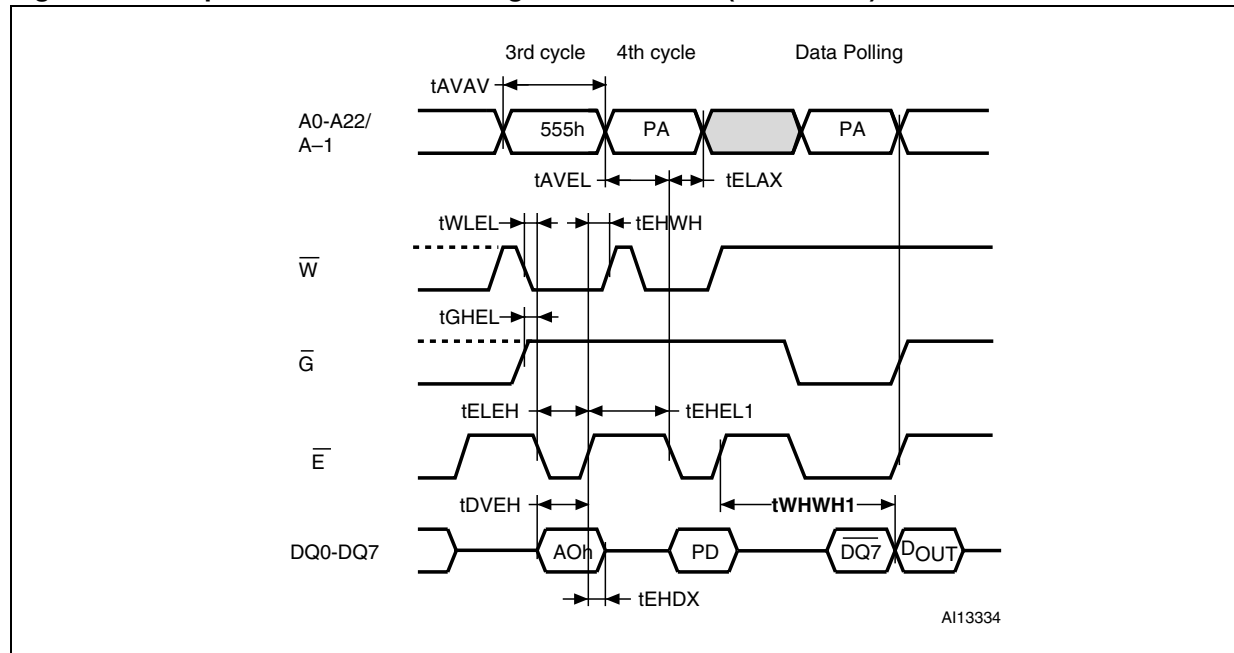 3rd cycle 4th cycle Data Polling
tAVAV
A0-A22/
A–1
555h PA PA
tAVEL tELAX
tWLEL tEHWH
W
tGHEL
G
tELEH tEHEL1
E
tDVEH tWHWH1
DQ0-DQ7 AOh PD DQ7 DOUT
tEHDX
AI13334